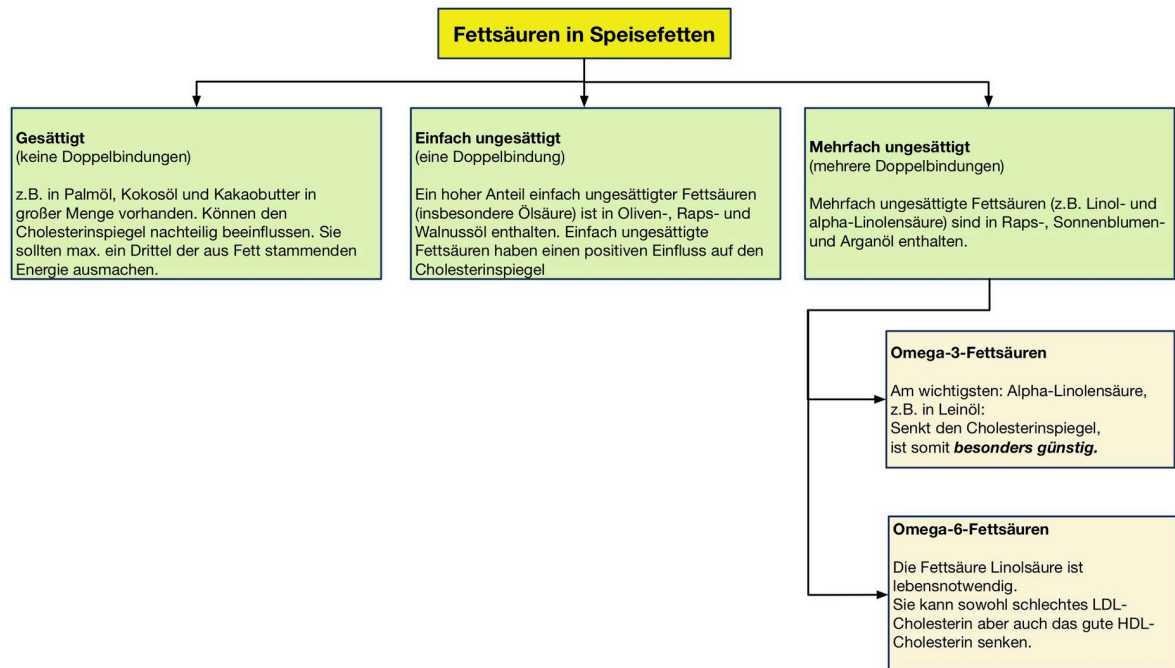 Fettsäuren in Speisefetten
Gesättigt
(keine Doppelbindungen)
z.B. in Palmöl, Kokosöl und Kakaobutter in
großer Menge vorhanden. Können den
Cholesterinspiegel nachteilig beeinflussen. Sie
sollten max. ein Drittel der aus Fett stammenden
Energie ausmachen.
Einfach ungesättigt
(eine Doppelbindung)
Ein hoher Anteil einfach ungesättigter Fettsäuren
(insbesondere Ölsäure) ist in Oliven-, Raps- und
Walnussöl enthalten. Einfach ungesättigte
Fettsäuren haben einen positiven Einfluss auf den
Cholesterinspiegel
Mehrfach ungesättigt
(mehrere Doppelbindungen)
Mehrfach ungesättigte Fettsäuren (z.B. Linol- und
alpha-Linolensäure) sind in Raps-, Sonnenblumen-
und Arganöl enthalten.
Omega-3-Fettsäuren
Am wichtigsten: Alpha-Linolensäure,
z.B. in Leinöl:
Senkt den Cholesterinspiegel,
ist somit besonders günstig.
Omega-6-Fettsäuren
Die Fettsäure Linolsäure ist
lebensnotwendig.
Sie kann sowohl schlechtes LDL-
Cholesterin aber auch das gute HDL-
Cholesterin senken.